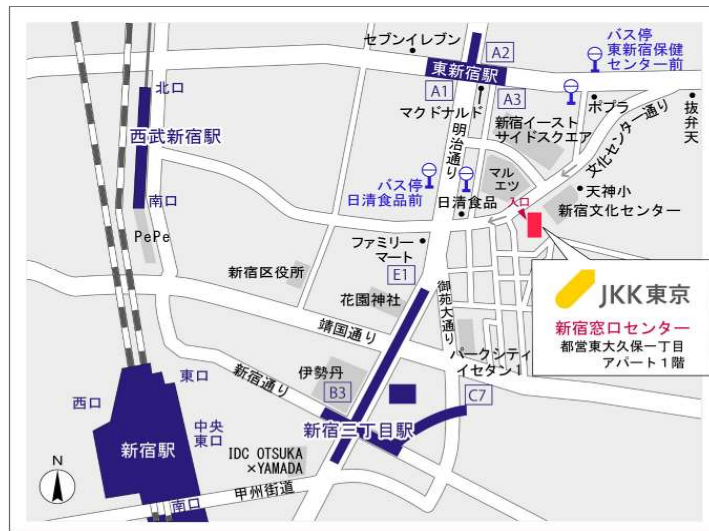 セブンイレブン
A2
バス停
東新宿保健
センター前
東新宿駅
A1
A3
マクドナルド
ポプラ
抜弁天
北口
西武新宿駅
南口
PePe
明治通り
新宿イースト
サイドスクエア
文化センター通り
バス停
日清食品前
日清食品
マル
エツ
入口
天神小
新宿文化センター
ファミリー
マート
E1
新宿区役所
花園神社
御苑大通り
靖国通り
パークシティ
イセタン1
JKK東京
新宿窓口センター
都営東大久保一丁目
アパート1階
新宿通り
伊勢丹
B3
C7
新宿三丁目駅
東口
西口
中央
東口
新宿駅
南口
IDC OTSUKA
×YAMADA
甲州街道
N